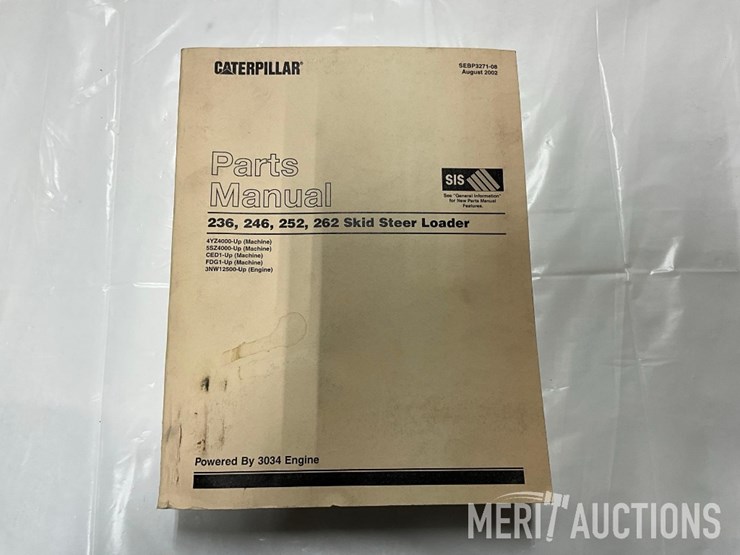 CATERPILLAR®
SEBP3271-08
August 2002
Parts
Manual
SIS
See "General Information"
for New Parts Manual
Features.
236, 246, 252, 262 Skid Steer Loader
4YZ4000-Up (Machine)
5SZ4000-Up (Machine)
CED1-Up (Machine)
FDG1-Up (Machine)
3NW12500-Up (Engine)
Powered By 3034 Engine
MERIT AUCTIONS